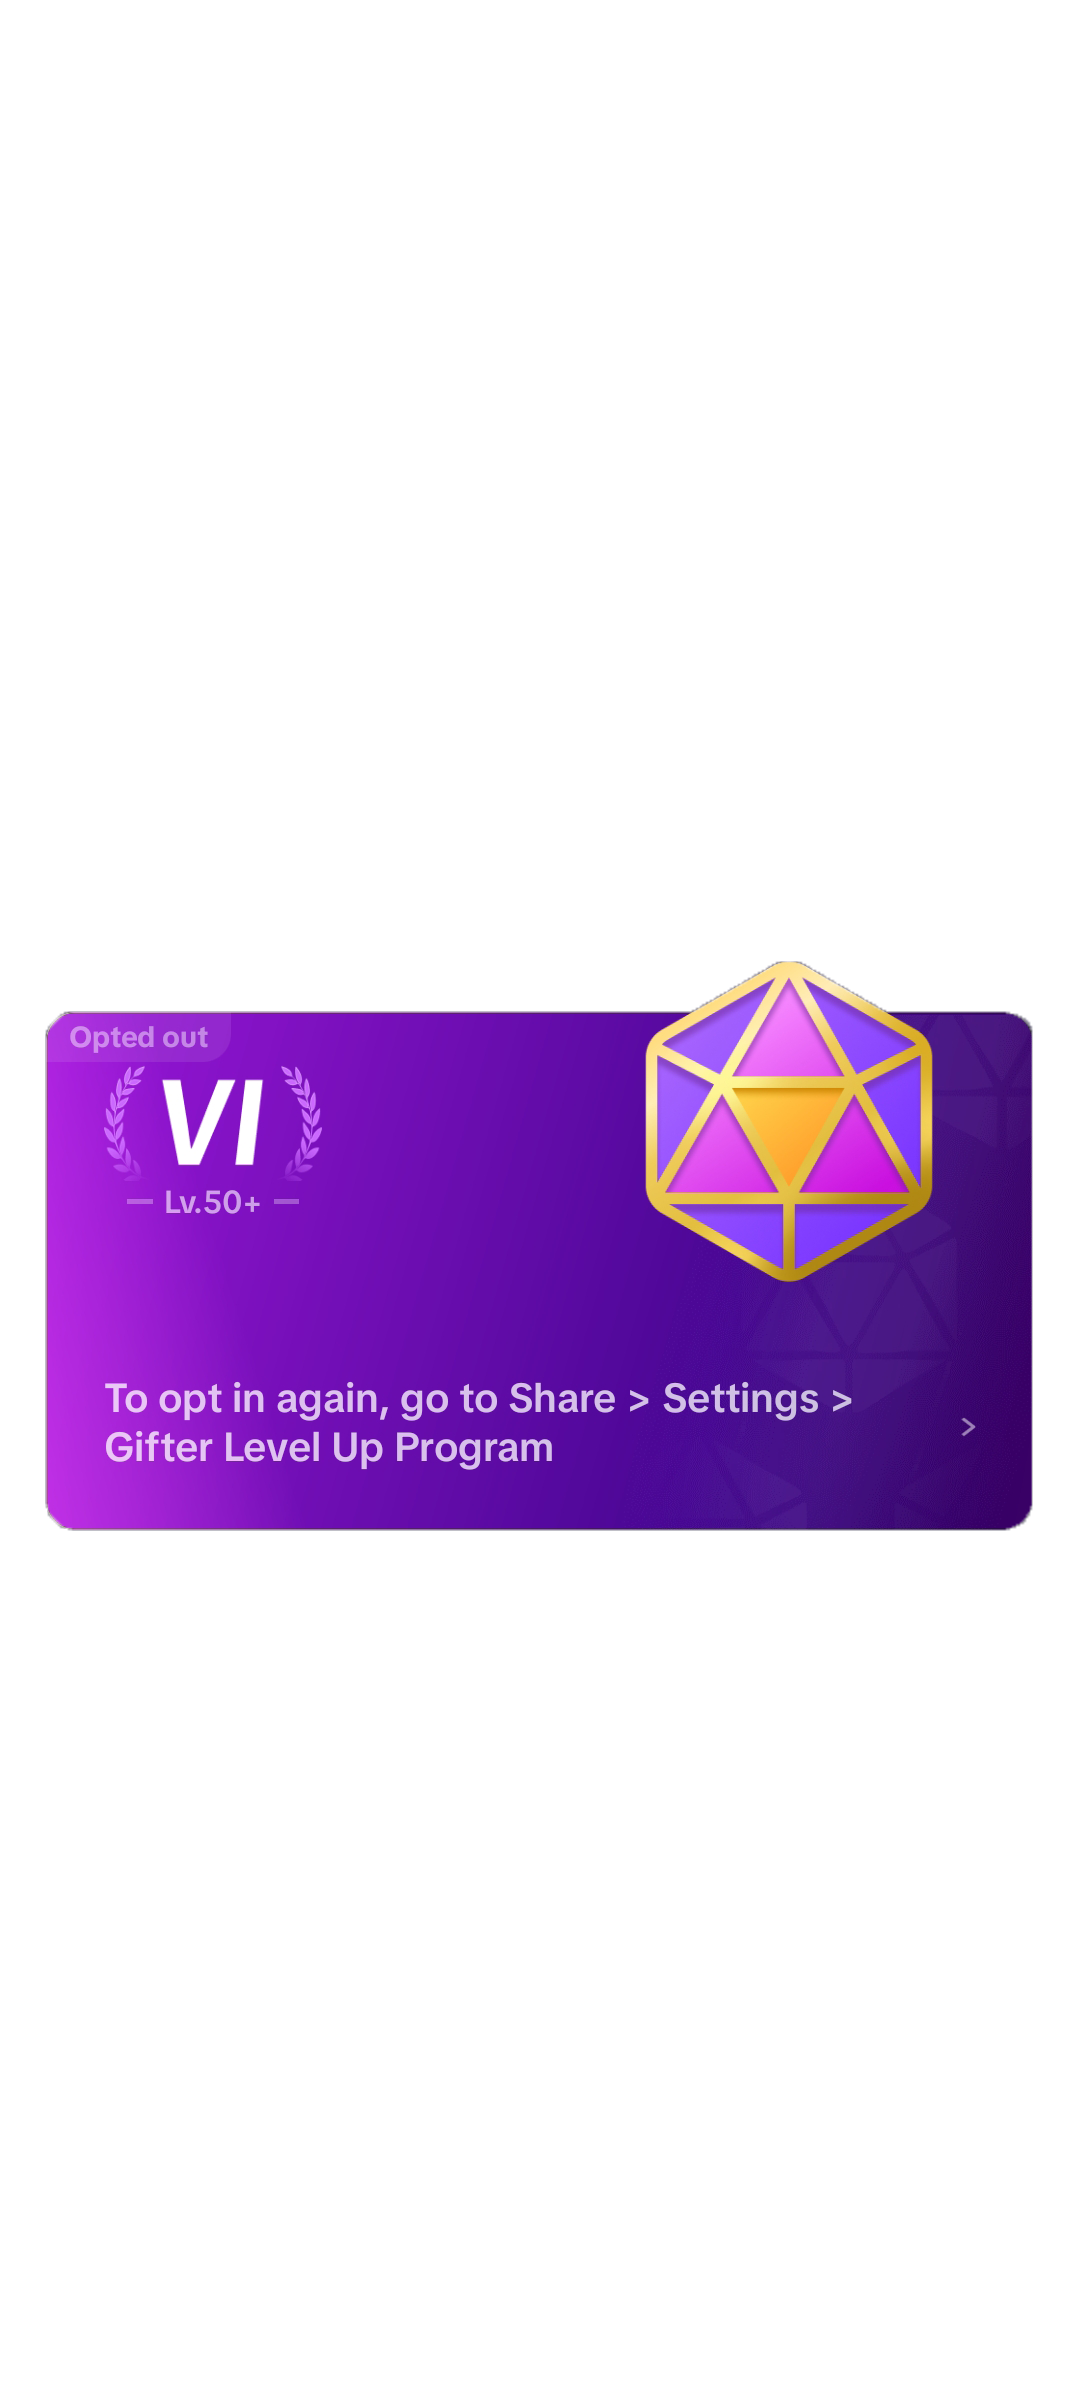 Opted out
VI
Lv.50+
To opt in again, go to Share > Settings >
Gifter Level Up Program